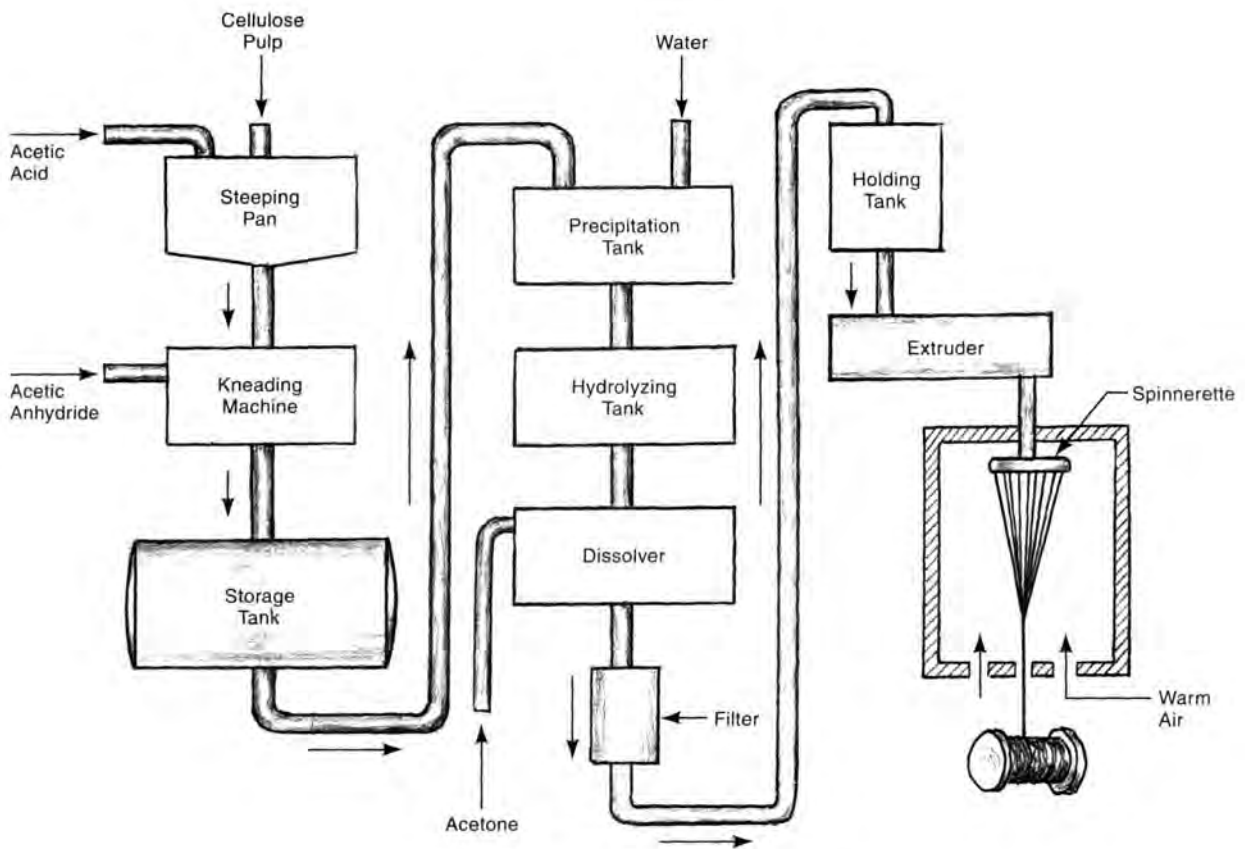 Cellulose
Pulp
Water
Acetic
Acid
Steeping
Pan
Precipitation
Tank
Holding
Tank
Acetic
Anhydride
Kneading
Machine
Hydrolyzing
Tank
Extruder
Spinnerette
Storage
Tank
Dissolver
Filter
Warm
Air
Acetone